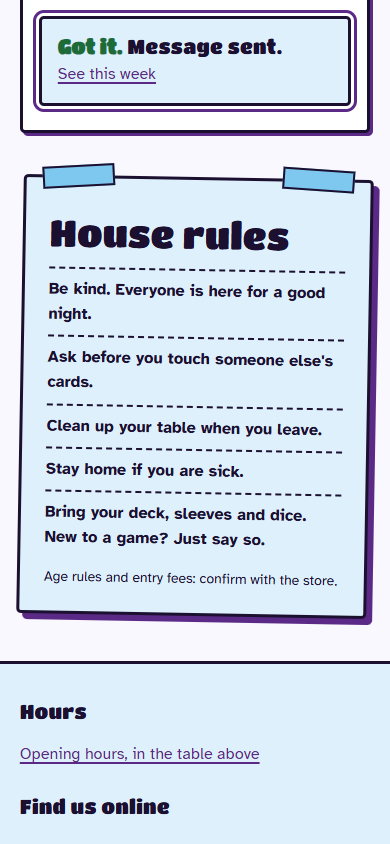 Got it. Message sent.
See this week
House rules
Be kind. Everyone is here for a good
night.
Ask before you touch someone else's
cards.
Clean up your table when you leave.
Stay home if you are sick.
Bring your deck, sleeves and dice.
New to a game? Just say so.
Age rules and entry fees: confirm with the store.
Hours
Opening hours, in the table above
Find us online